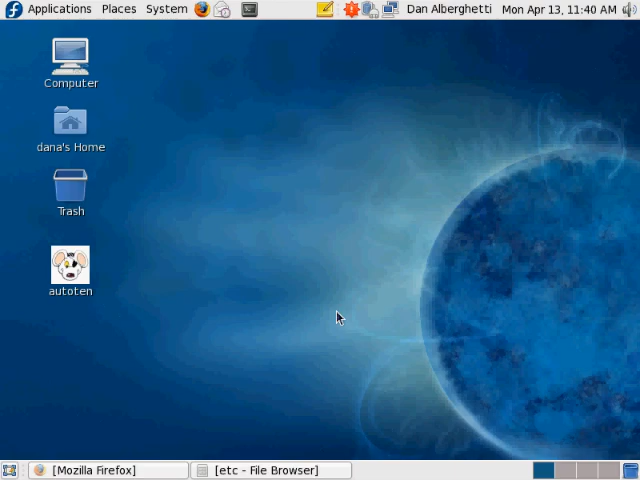 Applications Places System Dan Alberghetti Mon Apr 13, 11:40 AM
Computer
dana's Home
Trash
autoten
[Mozilla Firefox] [etc - File Browser]